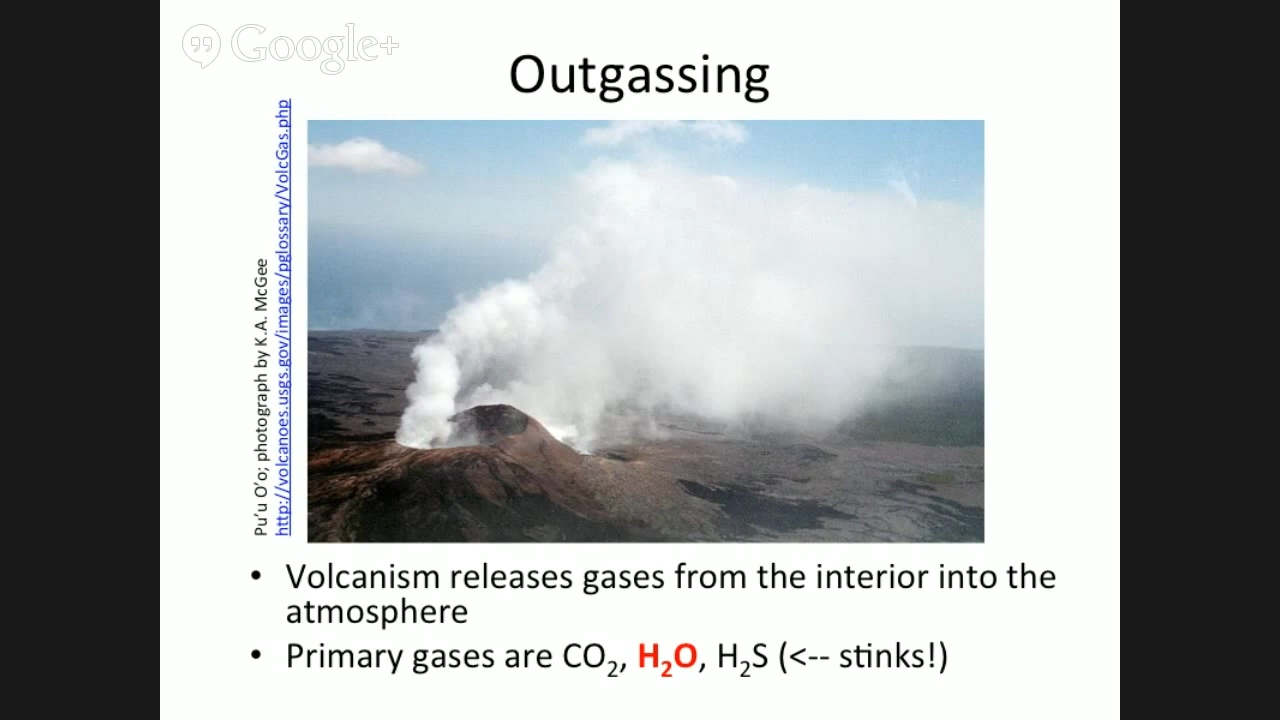 Google+
Outgassing
Pu'u O'o; photograph by K.A. McGee
http://volcanoes.usgs.gov/images/pglossary/VolcGas.php
• Volcanism releases gases from the interior into the
atmosphere
• Primary gases are CO₂, H₂O, H₂S (<-- stinks!)